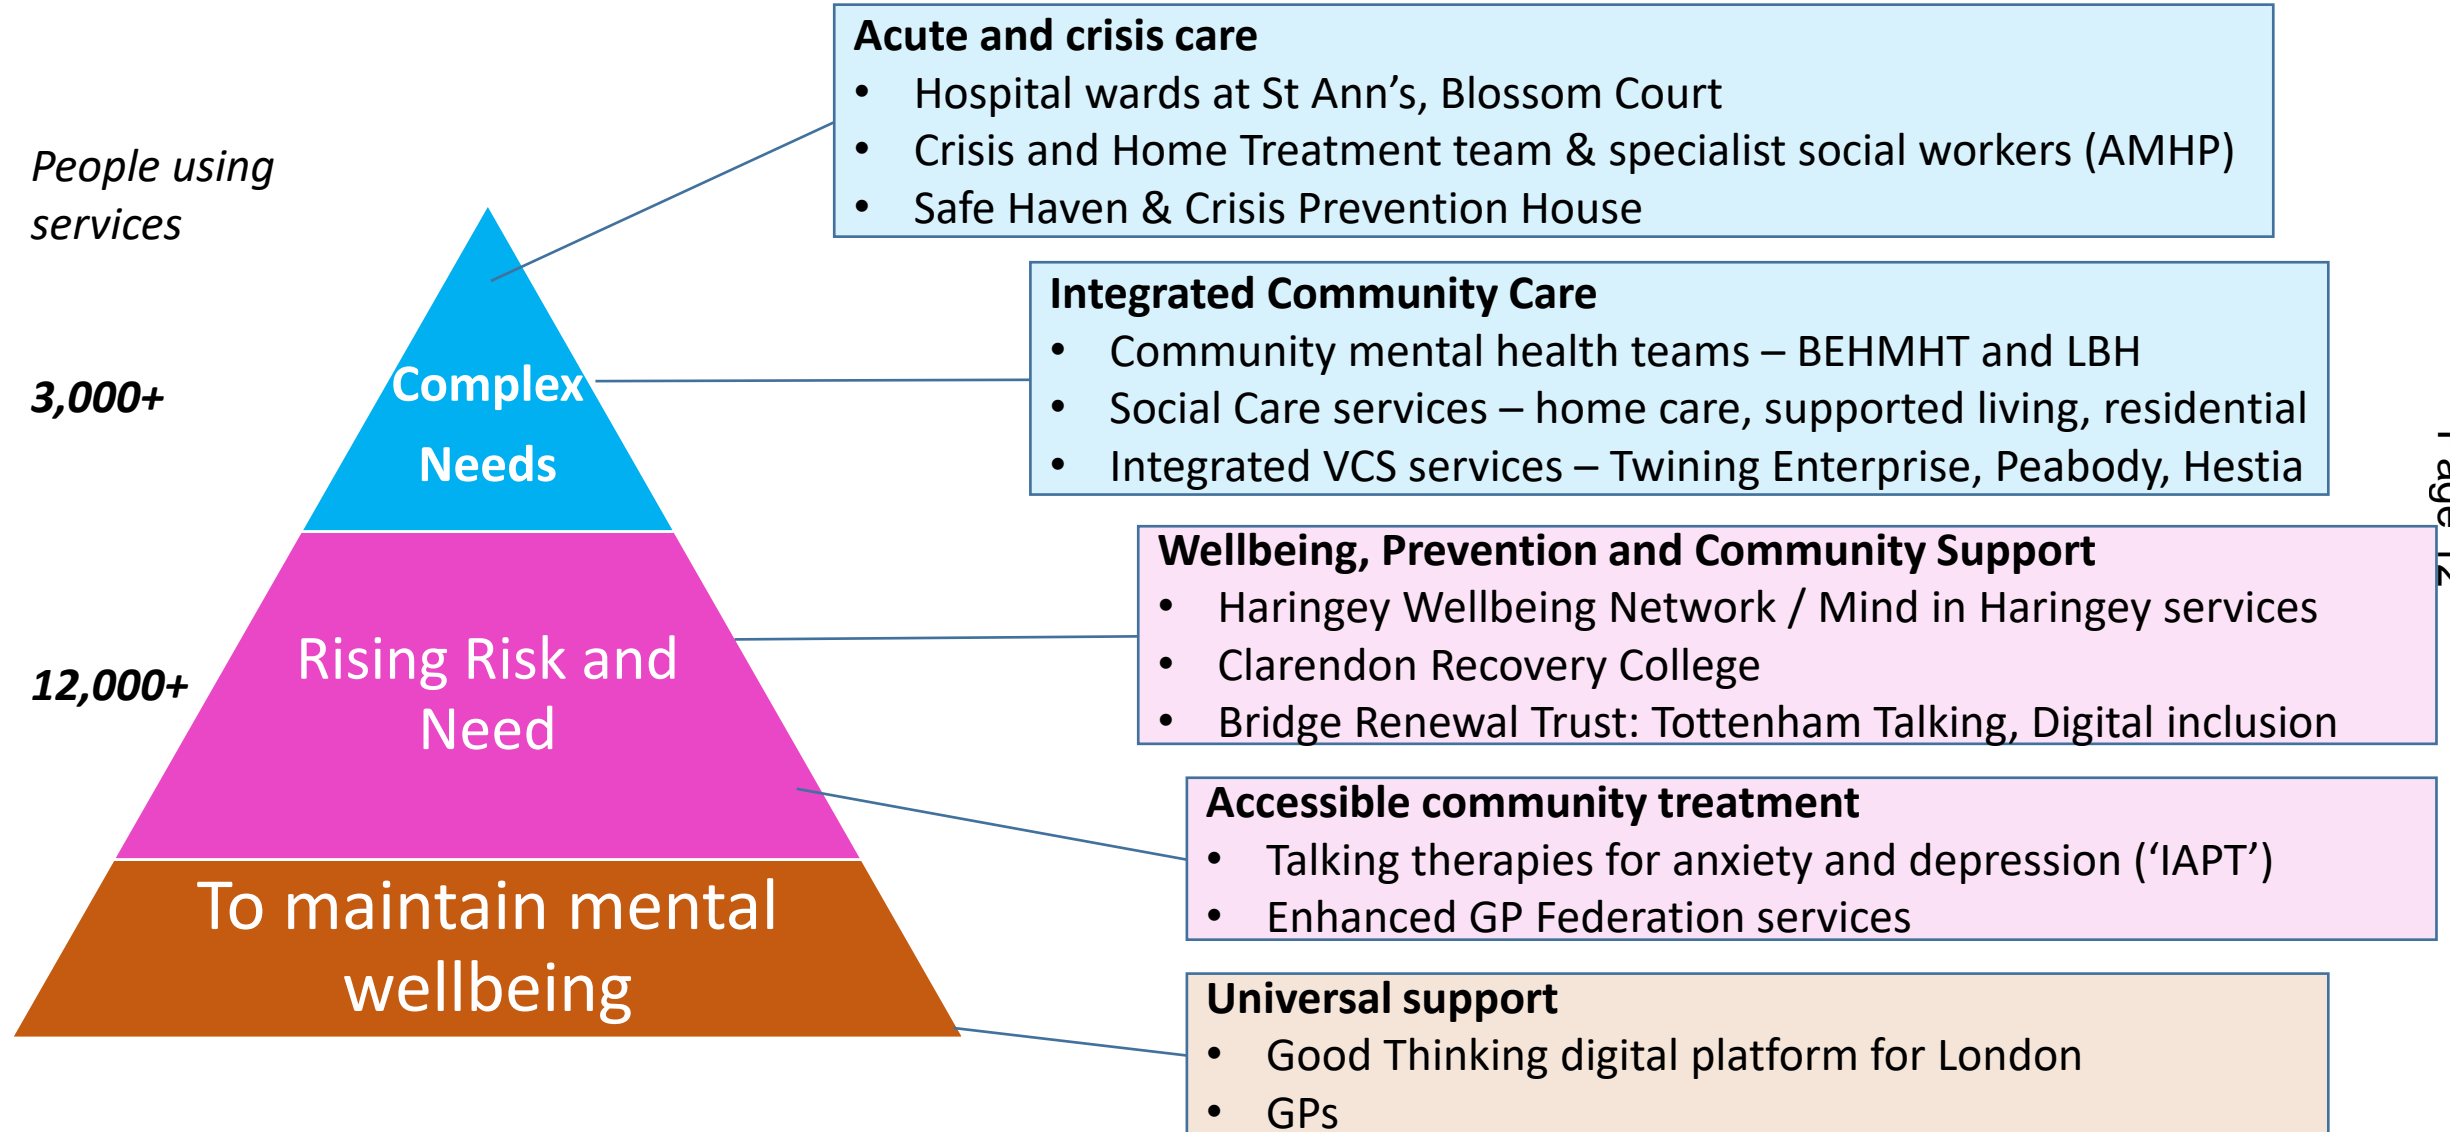 People using
services
3,000+
12,000+
Complex
Needs
Rising Risk and
Need
To maintain mental
wellbeing
Acute and crisis care
• Hospital wards at St Ann’s, Blossom Court
• Crisis and Home Treatment team & specialist social workers (AMHP)
• Safe Haven & Crisis Prevention House
Integrated Community Care
• Community mental health teams – BEHMHT and LBH
• Social Care services – home care, supported living, residential
• Integrated VCS services – Twining Enterprise, Peabody, Hestia
Wellbeing, Prevention and Community Support
• Haringey Wellbeing Network / Mind in Haringey services
• Clarendon Recovery College
• Bridge Renewal Trust: Tottenham Talking, Digital inclusion
Accessible community treatment
• Talking therapies for anxiety and depression (‘IAPT’)
• Enhanced GP Federation services
Universal support
• Good Thinking digital platform for London
• GPs